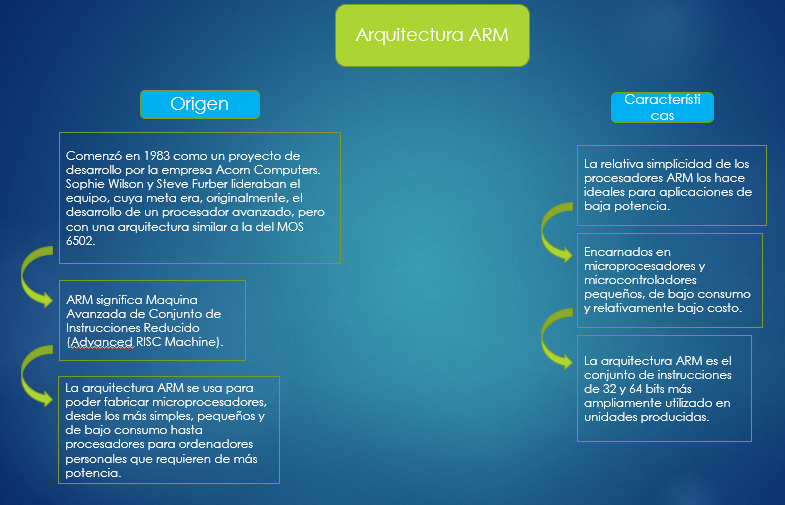 Arquitectura ARM
Origen
Comenzó en 1983 como un proyecto de
desarrollo por la empresa Acorn Computers.
Sophie Wilson y Steve Furber lideraban el
equipo, cuya meta era, originalmente, el
desarrollo de un procesador avanzado, pero
con una arquitectura similar a la del MOS
6502.
ARM significa Maquina
Avanzada de Conjunto de
Instrucciones Reducido
(Advanced RISC Machine).
La arquitectura ARM se usa para
poder fabricar microprocesadores,
desde los más simples, pequeños y
de bajo consumo hasta
procesadores para ordenadores
personales que requieren de más
potencia.
Característi
cas
La relativa simplicidad de los
procesadores ARM los hace
ideales para aplicaciones de
baja potencia.
Encarnados en
microprocesadores y
microcontroladores
pequeños, de bajo consumo
y relativamente bajo costo.
La arquitectura ARM es el
conjunto de instrucciones
de 32 y 64 bits más
ampliamente utilizado en
unidades producidas.